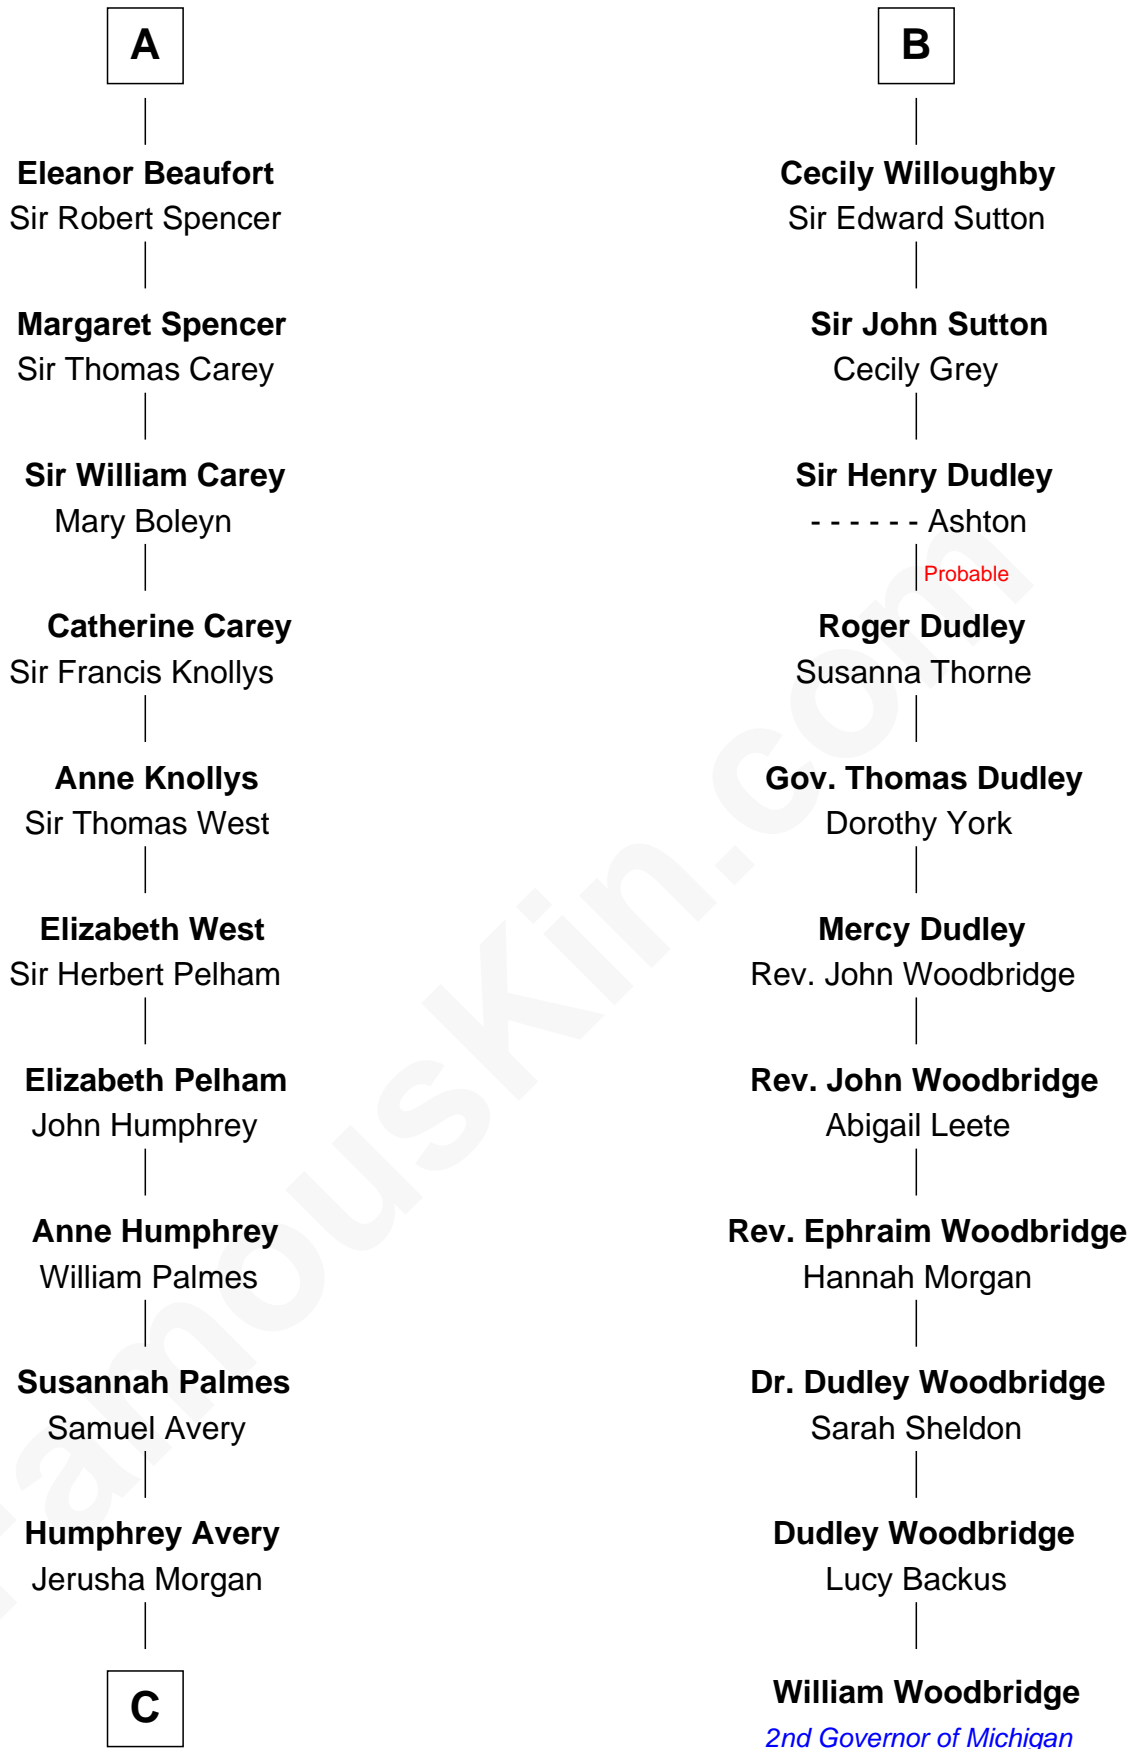 A
Eleanor Beaufort
Sir Robert Spencer
Margaret Spencer
Sir Thomas Carey
Sir William Carey
Mary Boleyn
Catherine Carey
Sir Francis Knollys
Anne Knollys
Sir Thomas West
Elizabeth West
Sir Herbert Pelham
Elizabeth Pelham
John Humphrey
Anne Humphrey
William Palmes
Susannah Palmes
Samuel Avery
Humphrey Avery
Jerusha Morgan
C
B
Cecily Willoughby
Sir Edward Sutton
Sir John Sutton
Cecily Grey
Sir Henry Dudley
- - - - - - Ashton
Probable
Roger Dudley
Susanna Thorne
Gov. Thomas Dudley
Dorothy York
Mercy Dudley
Rev. John Woodbridge
Rev. John Woodbridge
Abigail Leete
Rev. Ephraim Woodbridge
Hannah Morgan
Dr. Dudley Woodbridge
Sarah Sheldon
Dudley Woodbridge
Lucy Backus
William Woodbridge
2nd Governor of Michigan
FamousKin.com